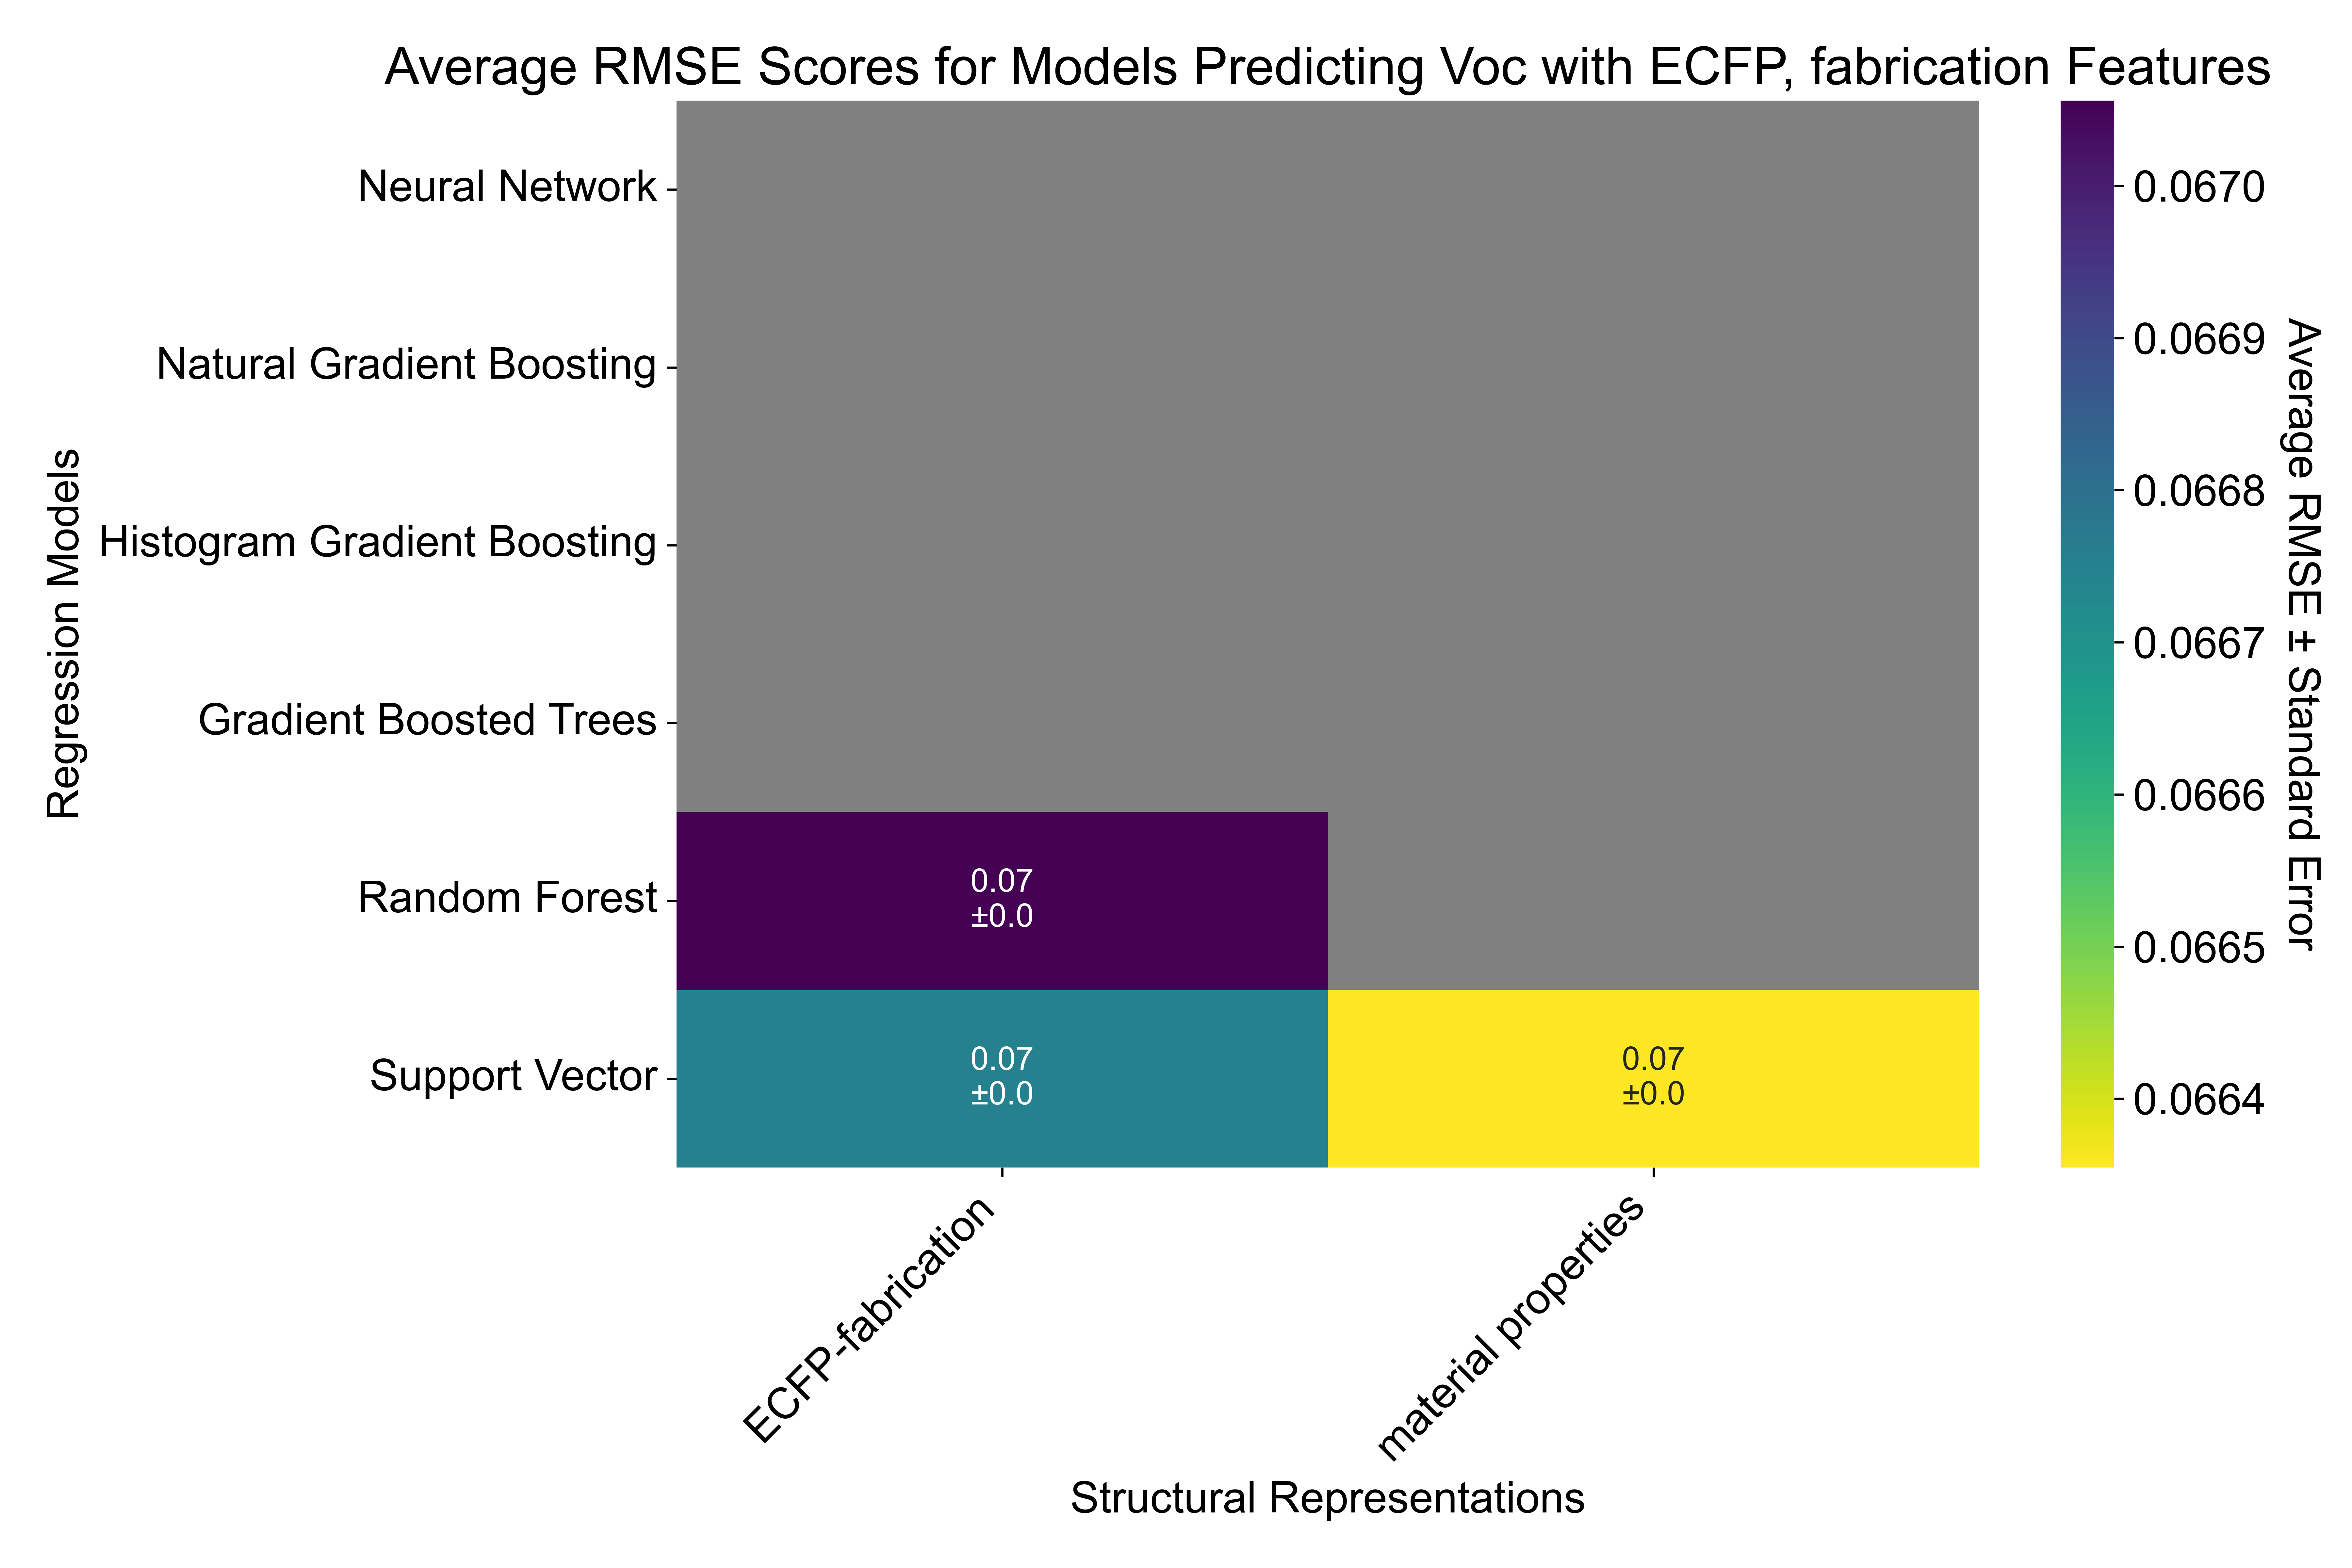 Average RMSE Scores for Models Predicting Voc with ECFP, fabrication Features
Regression Models
Neural Network
Natural Gradient Boosting
Histogram Gradient Boosting
Gradient Boosted Trees
Random Forest
Support Vector
0.07
±0.0
0.07
±0.0
0.07
±0.0
ECFP-fabrication
material properties
Structural Representations
0.0670
0.0669
0.0668
0.0667
0.0666
0.0665
0.0664
Average RMSE ± Standard Error